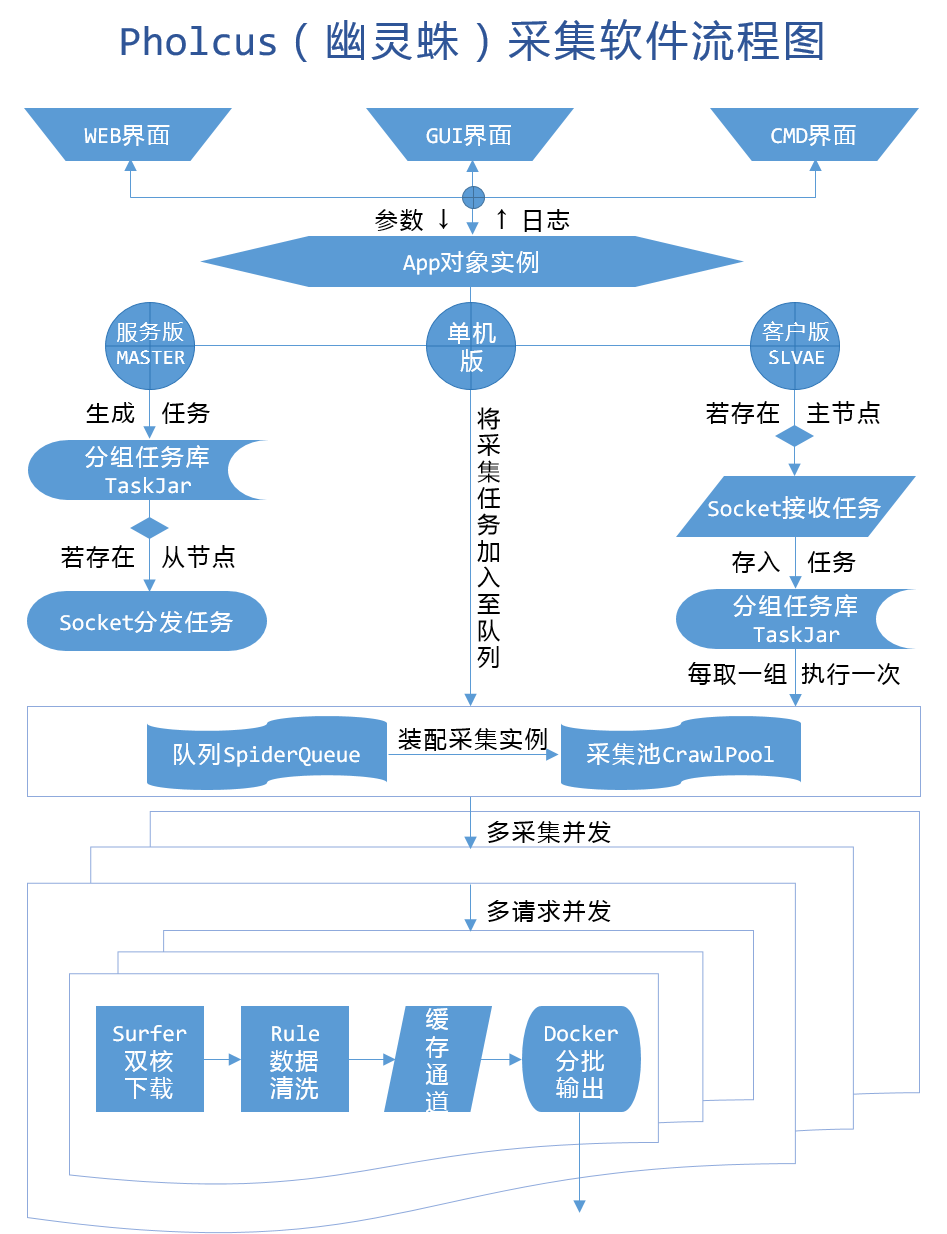 Pholcus（幽灵蛛）采集软件流程图
WEB界面
GUI界面
CMD界面
参数 ↓ ↑ 日志
App对象实例
服务版
MASTER
单机
版
客户版
SLVAE
生成 任务
分组任务库
TaskJar
若存在 从节点
Socket分发任务
将采集任务加入至队列
若存在 主节点
Socket接收任务
存入 任务
分组任务库
TaskJar
每取一组 执行一次
队列SpiderQueue
装配采集实例
采集池CrawlPool
多采集并发
多请求并发
Surfer
双核
下载
Rule
数据
清洗
缓存通道
Docker
分批
输出